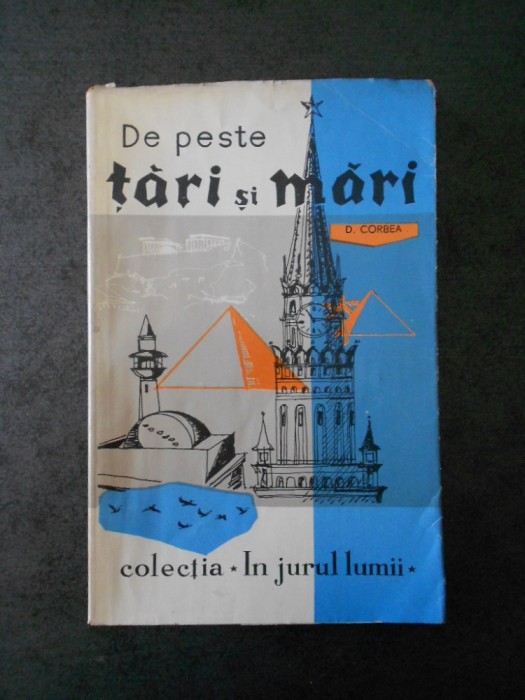 De peste
țări și mări
D. CORBEA
colecția ⋆ In jurul lumii ⋆